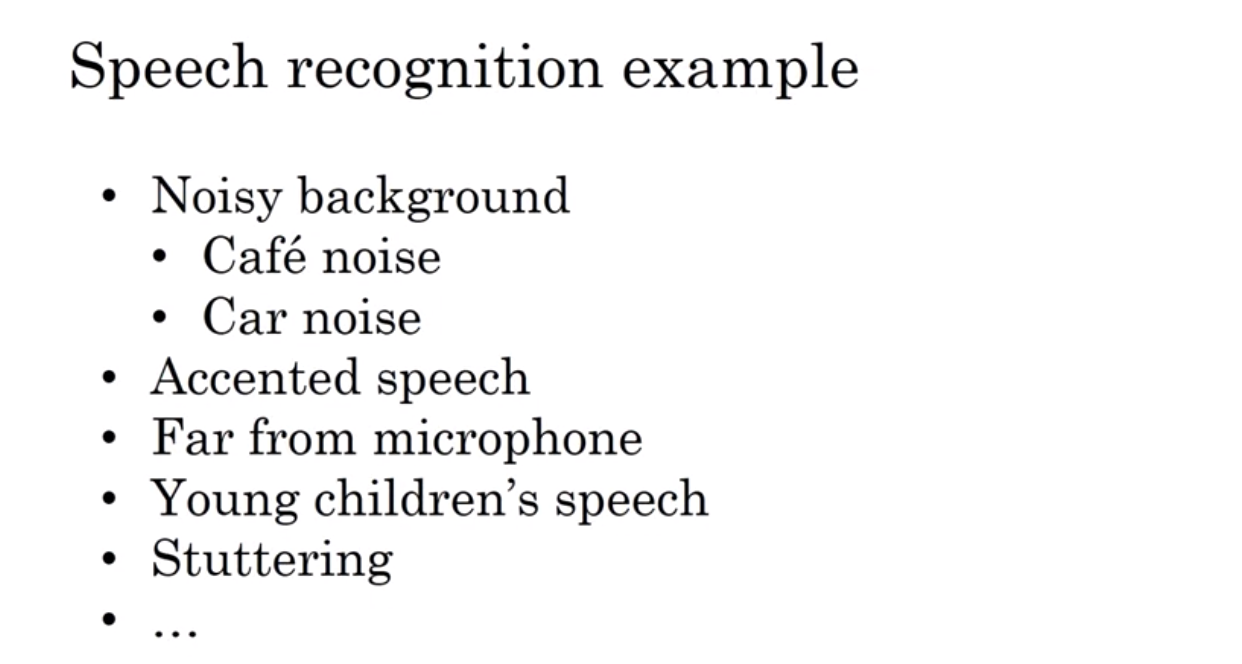 Speech recognition example
• Noisy background
• Café noise
• Car noise
• Accented speech
• Far from microphone
• Young children’s speech
• Stuttering
• …